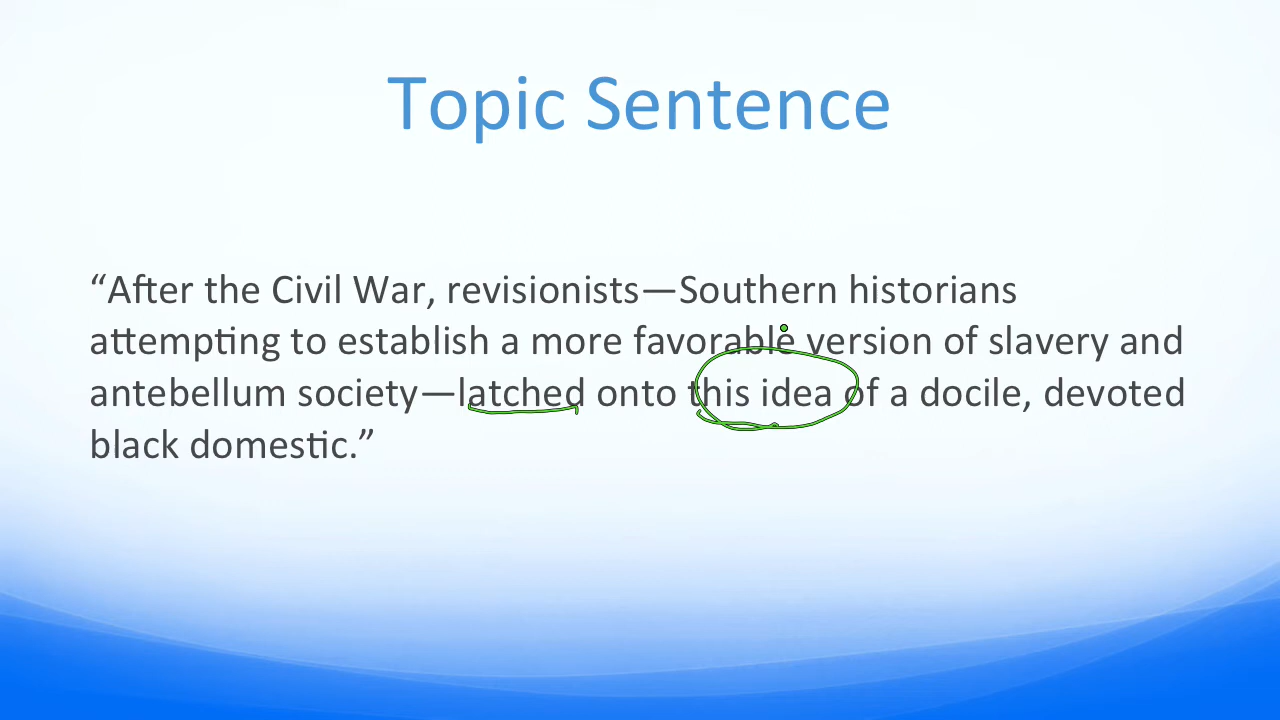 Topic Sentence
“After the Civil War, revisionists—Southern historians
attempting to establish a more favorable version of slavery and
antebellum society—latched onto this idea of a docile, devoted
black domestic.”